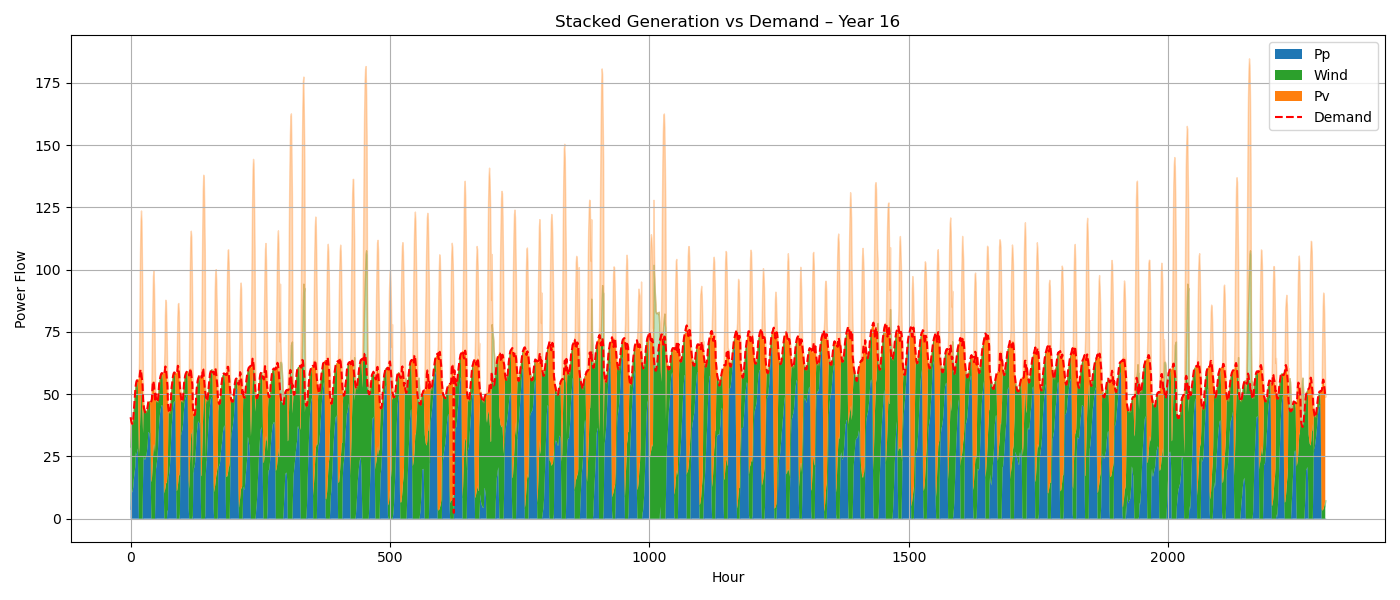 Stacked Generation vs Demand – Year 16
Power Flow
175
150
125
100
75
50
25
0
0 500 1000 1500 2000
Hour
Pp
Wind
Pv
Demand